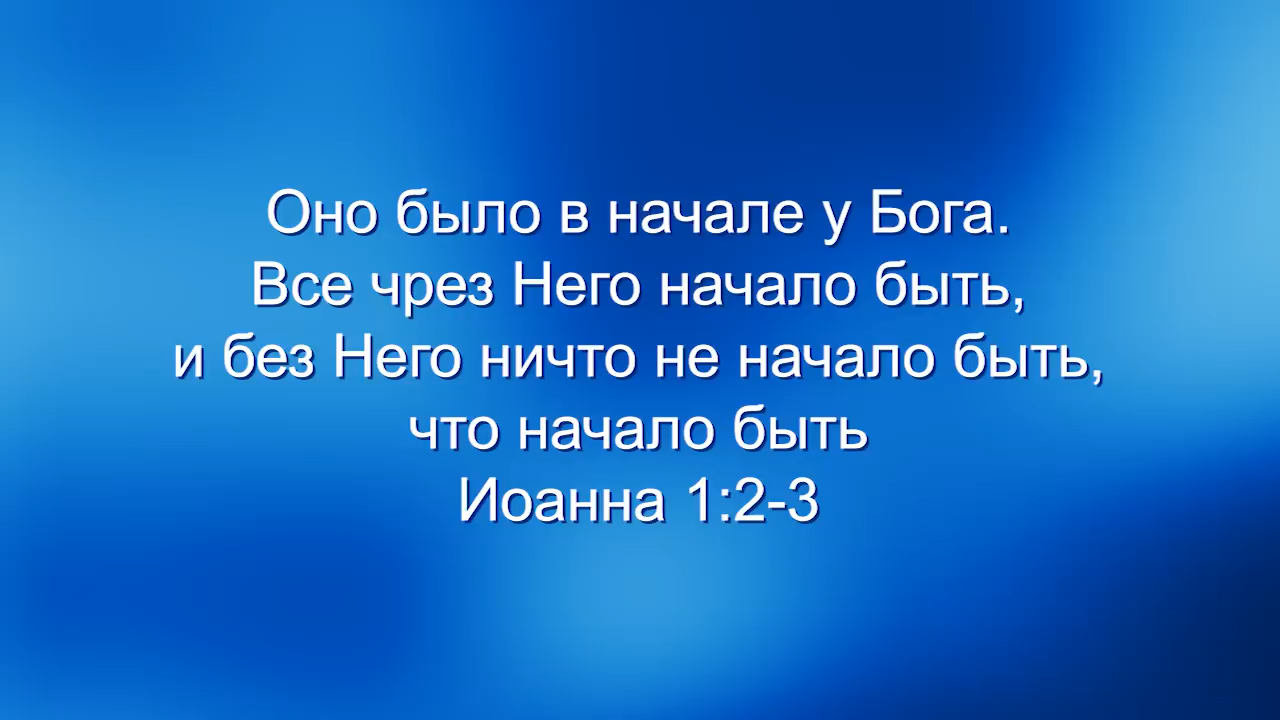 Оно было в начале у Бога.
Все чрез Него начало быть,
и без Него ничто не начало быть,
что начало быть
Иоанна 1:2-3